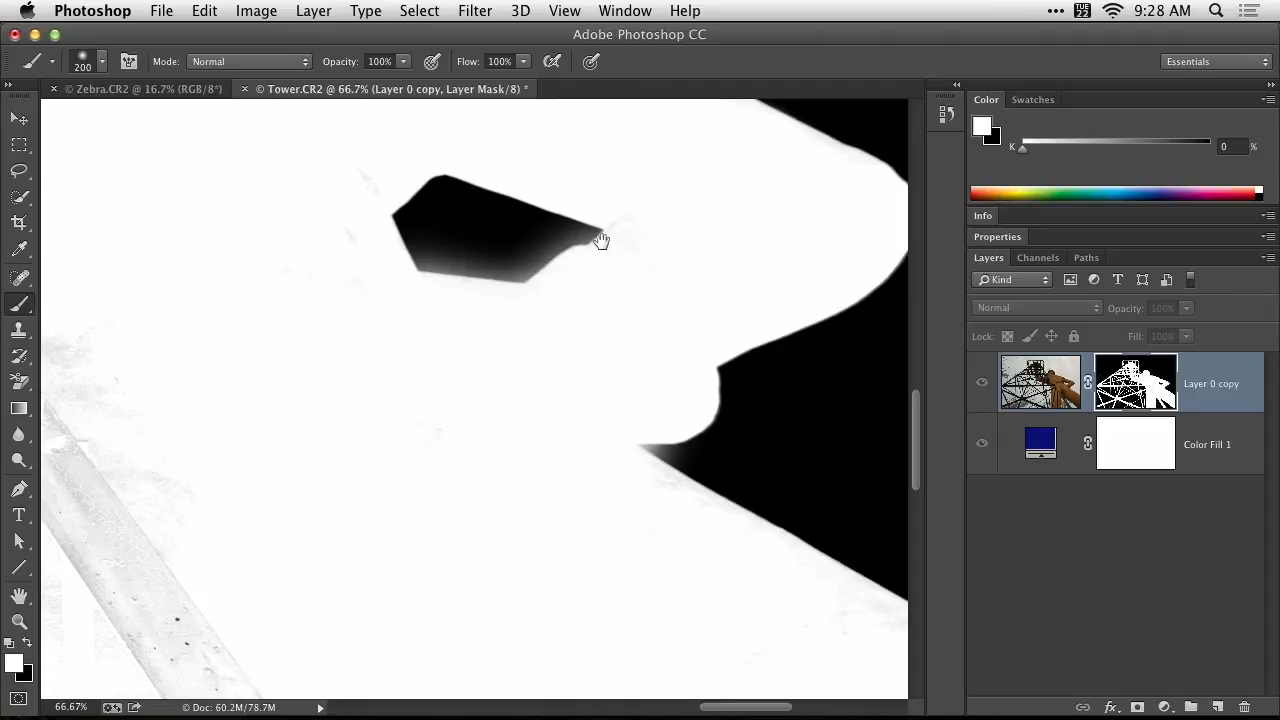 Photoshop File Edit Image Layer Type Select Filter 3D View Window Help TUE 22 9:28 AM
Adobe Photoshop CC
200 Mode: Normal Opacity: 100% Flow: 100% Essentials
© Zebra.CR2 @ 16.7% (RGB/8*) © Tower.CR2 @ 66.7% (Layer 0 copy, Layer Mask/8) *
Color Swatches
K 0 %
Info
Properties
Layers Channels Paths
Kind
Normal Opacity: 100%
Lock: Fill: 100%
Layer 0 copy
Color Fill 1
66.67% © Doc: 60.2M/78.7M